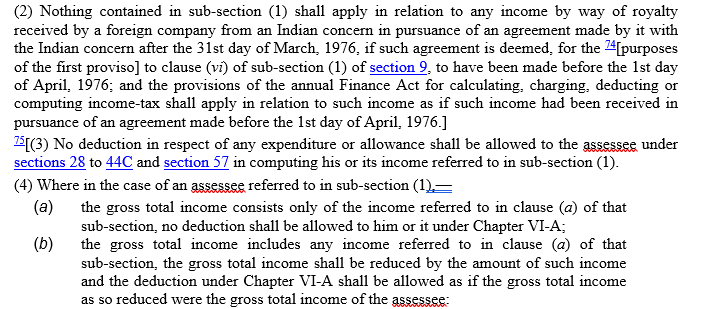 (2) Nothing contained in sub-section (1) shall apply in relation to any income by way of royalty
received by a foreign company from an Indian concern in pursuance of an agreement made by it with
the Indian concern after the 31st day of March, 1976, if such agreement is deemed, for the 74[purposes
of the first proviso] to clause (vi) of sub-section (1) of section 9, to have been made before the 1st day
of April, 1976; and the provisions of the annual Finance Act for calculating, charging, deducting or
computing income-tax shall apply in relation to such income as if such income had been received in
pursuance of an agreement made before the 1st day of April, 1976.]
75[(3) No deduction in respect of any expenditure or allowance shall be allowed to the assessee under
sections 28 to 44C and section 57 in computing his or its income referred to in sub-section (1).
(4) Where in the case of an assessee referred to in sub-section (1),—
(a) the gross total income consists only of the income referred to in clause (a) of that
sub-section, no deduction shall be allowed to him or it under Chapter VI-A;
(b) the gross total income includes any income referred to in clause (a) of that
sub-section, the gross total income shall be reduced by the amount of such income
and the deduction under Chapter VI-A shall be allowed as if the gross total income
as so reduced were the gross total income of the assessee: